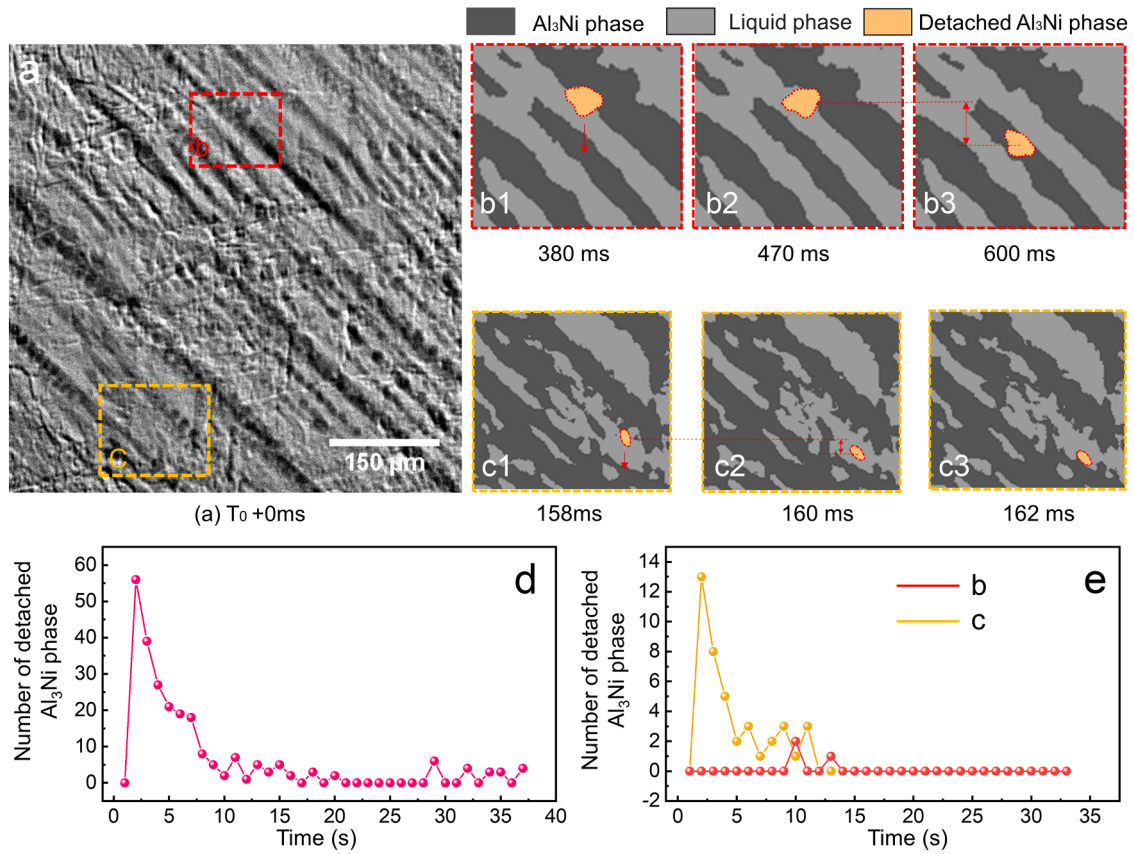 Al₃Ni phase
Liquid phase
Detached Al₃Ni phase
a
b
c
150 μm
(a) T₀ +0ms
b1
b2
b3
380 ms
470 ms
600 ms
c1
c2
c3
158ms
160 ms
162 ms
d
Number of detached
Al₃Ni phase
60
50
40
30
20
10
0
0
5
10
15
20
25
30
35
40
Time (s)
e
b
c
Number of detached
Al₃Ni phase
14
12
10
8
6
4
2
0
-2
0
5
10
15
20
25
30
35
Time (s)